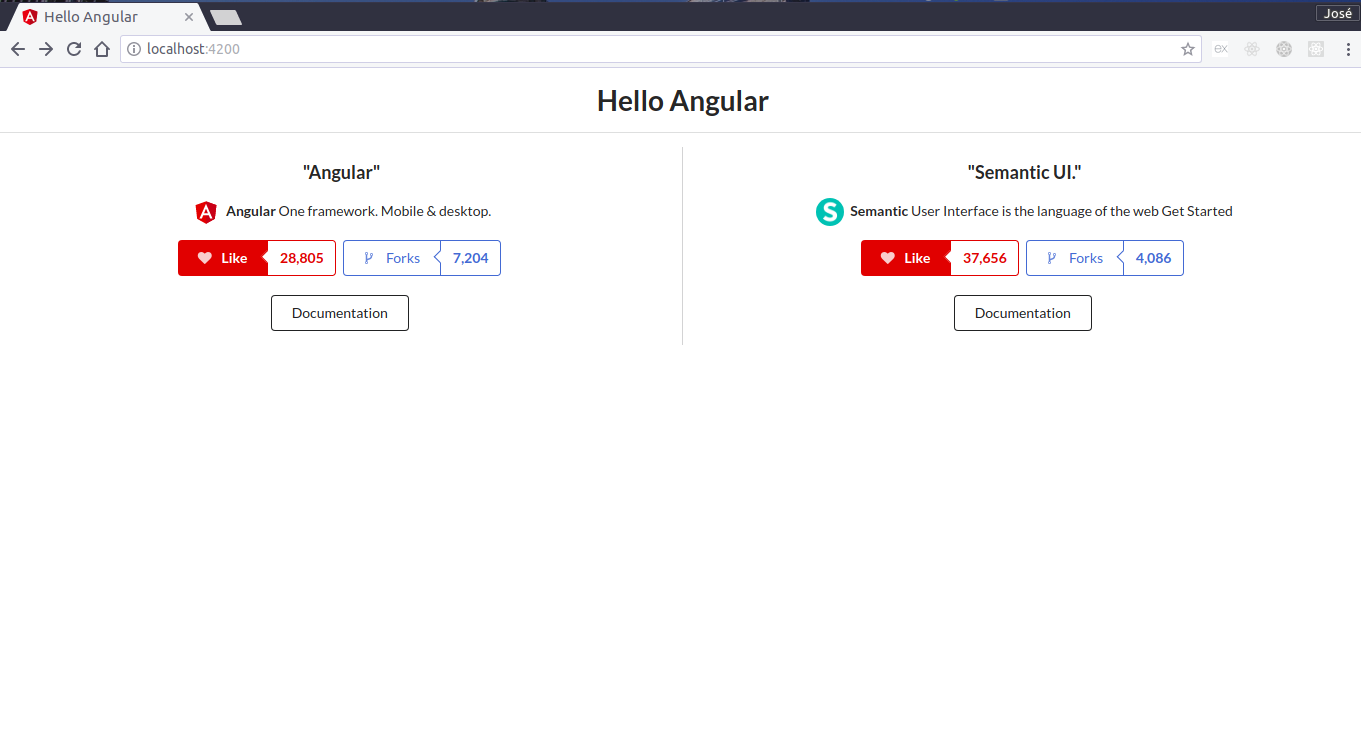 Hello Angular
José
localhost:4200
ex
Hello Angular
"Angular"
Angular One framework. Mobile & desktop.
Like 28,805 Forks 7,204
Documentation
"Semantic UI."
Semantic User Interface is the language of the web Get Started
Like 37,656 Forks 4,086
Documentation